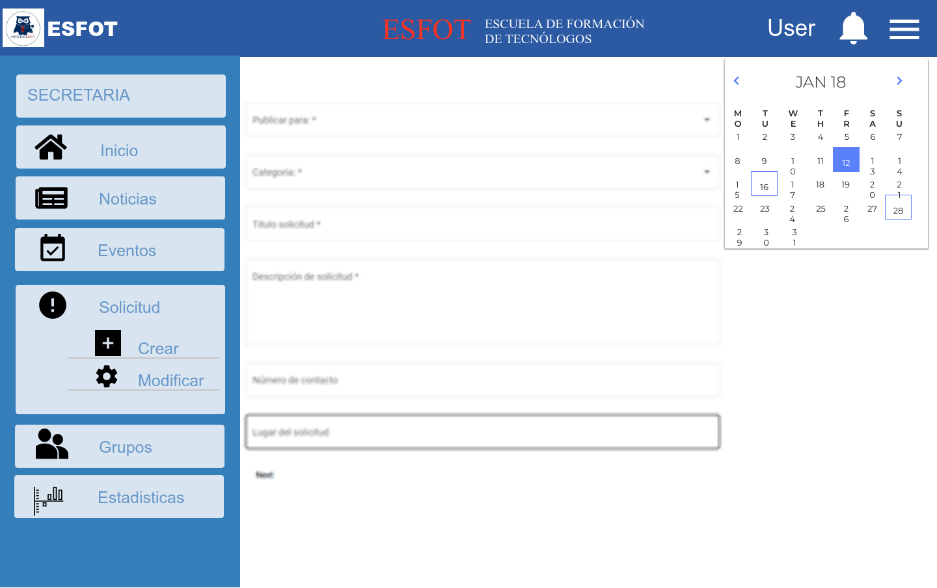 ESFOT
ESFOT
ESCUELA DE FORMACIÓN
DE TECNÓLOGOS
User
SECRETARIA
Inicio
Noticias
Eventos
Solicitud
Crear
Modificar
Grupos
Estadisticas
Publicar para: *
Categoria: *
Titulo solicitud *
Descripción de solicitud *
Número de contacto
Lugar del solicitud
Next
JAN 18
MO TU WE TH FR SA SU
1 2 3 4 5 6 7
8 9 10 11 12 13 14
15 16 17 18 19 20 21
22 23 24 25 26 27 28
29 30 31